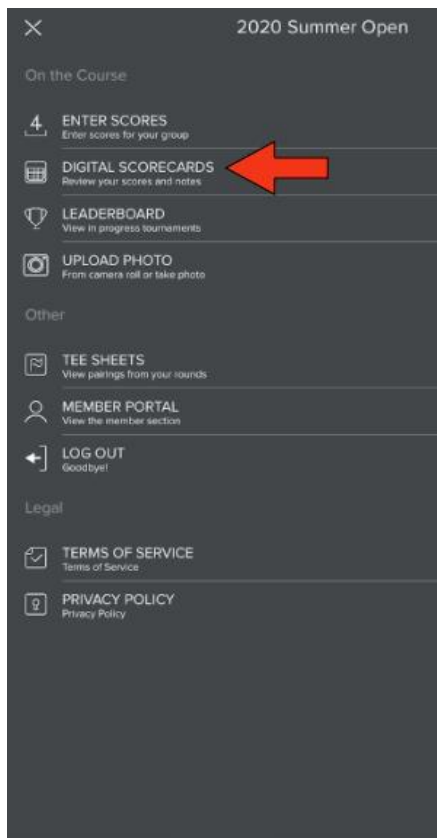 2020 Summer Open
On the Course
4
ENTER SCORES
Enter scores for your group
DIGITAL SCORECARDS
Review your scores and notes
LEADERBOARD
View in progress tournaments
UPLOAD PHOTO
From camera roll or take photo
Other
TEE SHEETS
View pairings from your rounds
MEMBER PORTAL
View the member section
LOG OUT
Goodbye!
Legal
TERMS OF SERVICE
Terms of Service
PRIVACY POLICY
Privacy Policy